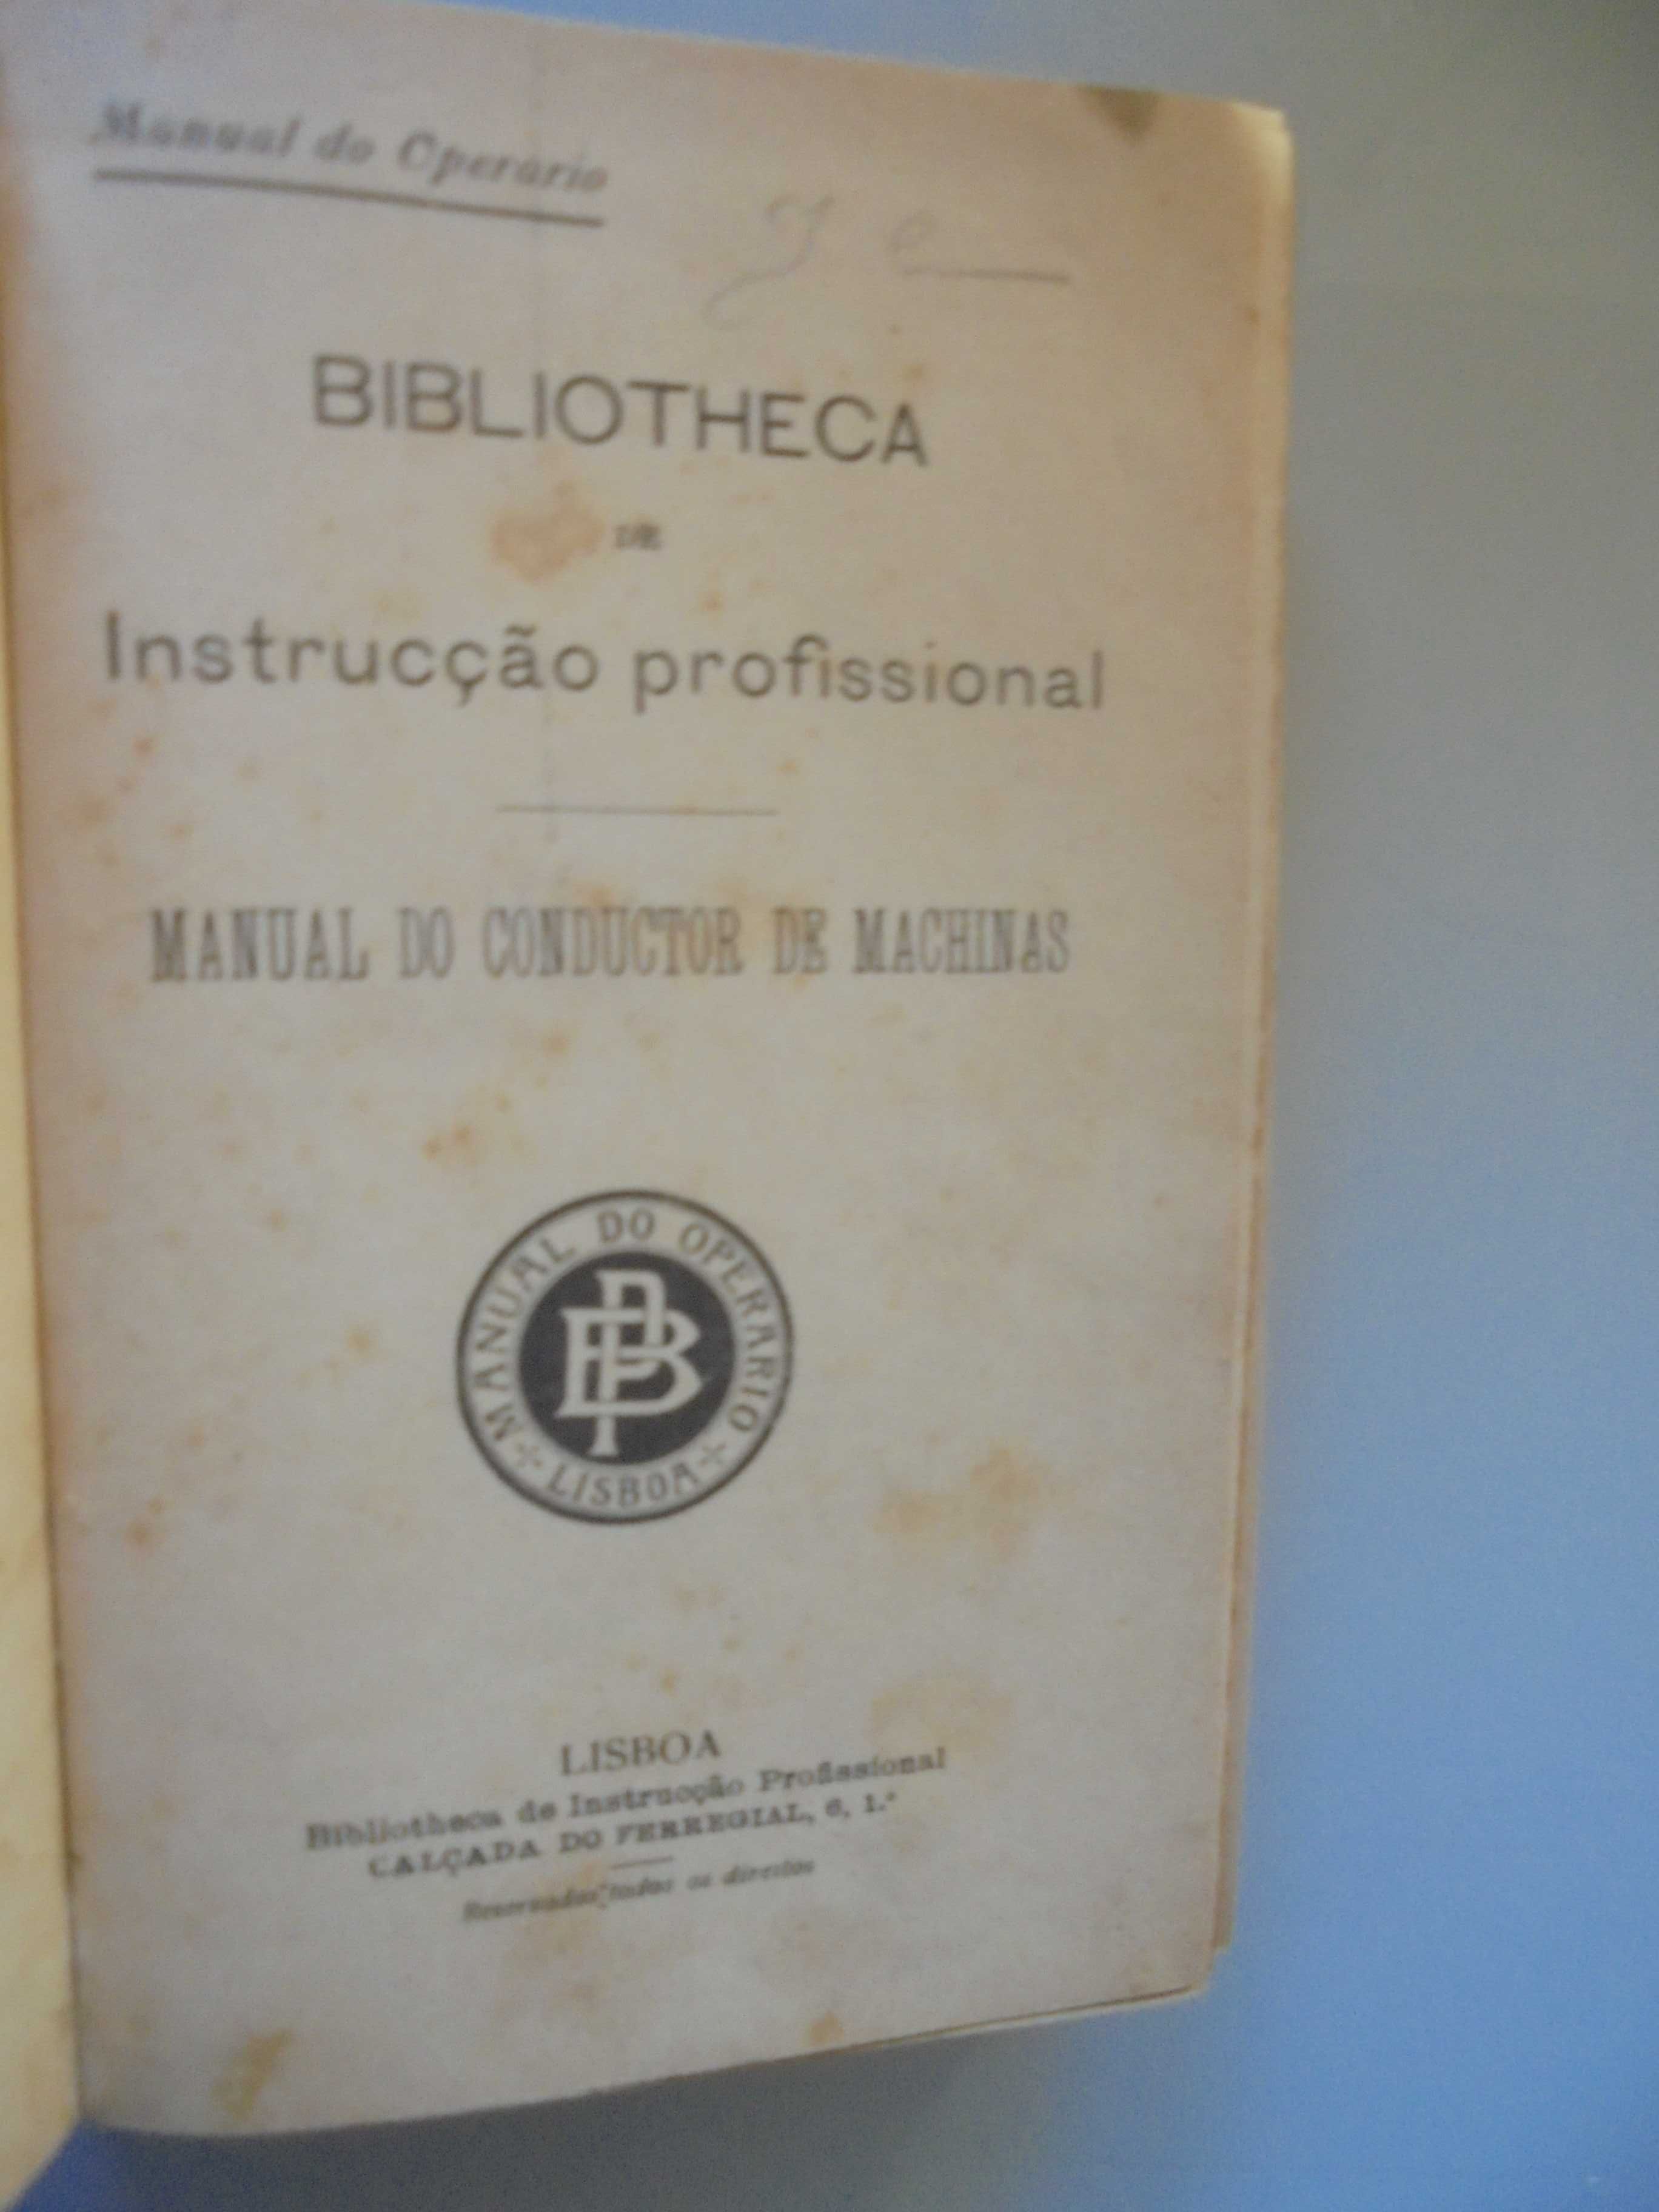 Manual do Operario
BIBLIOTHECA
DE
Instrucção profissional
MANUAL DO CONDUCTOR DE MACHINAS
MANUAL DO OPERARIO
BP
LISBOA
LISBOA
Bibliotheca de Instrucção Profissional
CALÇADA DO FERREGIAL, 6, 1.º
Reservados todos os direitos